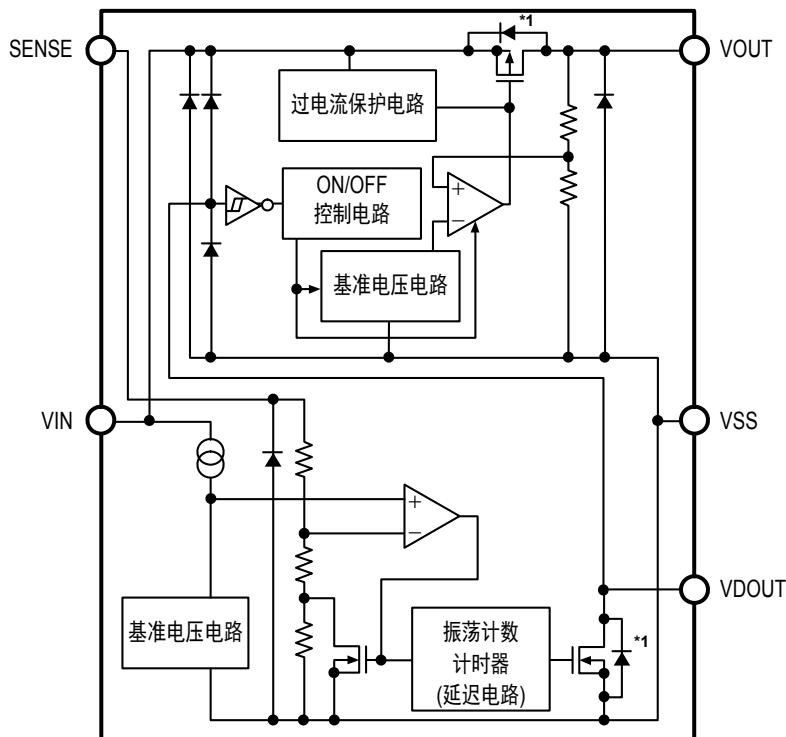 *1
SENSE
VOUT
过电流保护电路
+
−
ON/OFF
控制电路
基准电压电路
VIN
VSS
+
−
VDOUT
基准电压电路
振荡计数
计时器
(延迟电路)
*1